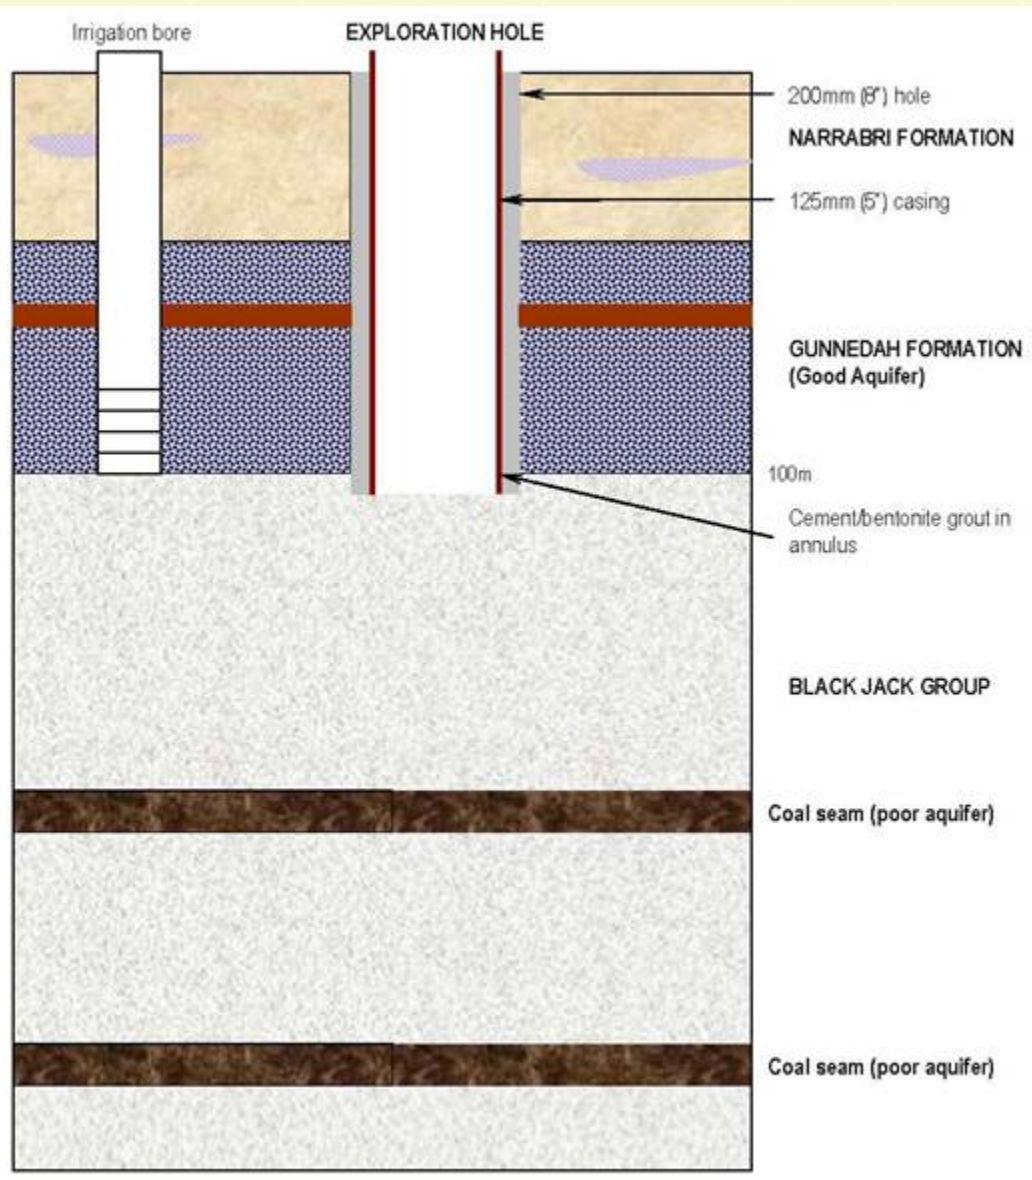 Irrigation bore
EXPLORATION HOLE
200mm (8") hole
NARRABRI FORMATION
125mm (5") casing
GUNNEDAH FORMATION
(Good Aquifer)
100m
Cement/bentonite grout in
annulus
BLACK JACK GROUP
Coal seam (poor aquifer)
Coal seam (poor aquifer)